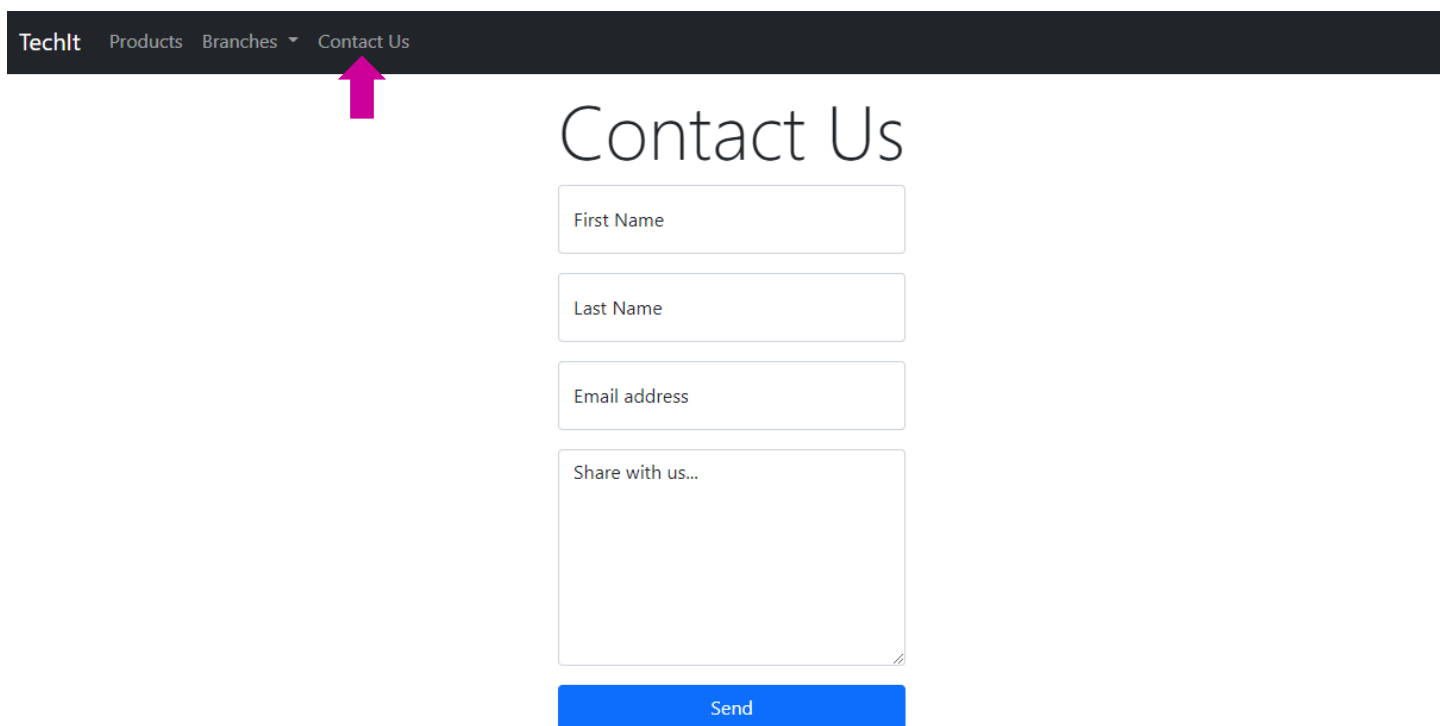 TechIt Products Branches Contact Us
Contact Us
First Name
Last Name
Email address
Share with us...
Send